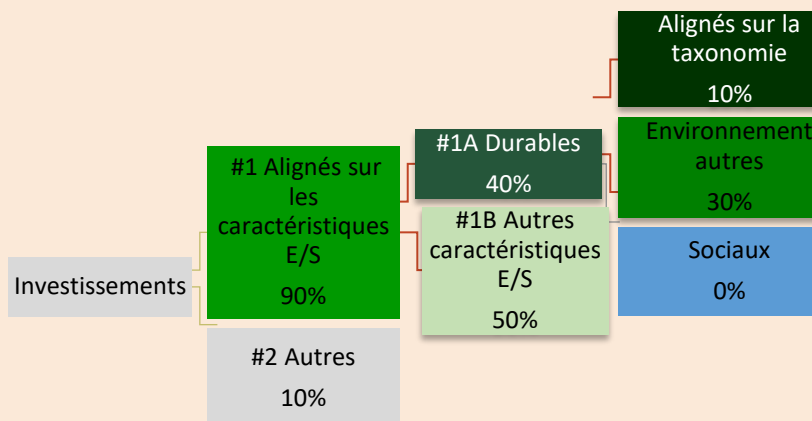 Investissements
#1 Alignés sur
les
caractéristiques
E/S
90%
#2 Autres
10%
#1A Durables
40%
#1B Autres
caractéristiques
E/S
50%
Alignés sur la
taxonomie
10%
Environnement
autres
30%
Sociaux
0%